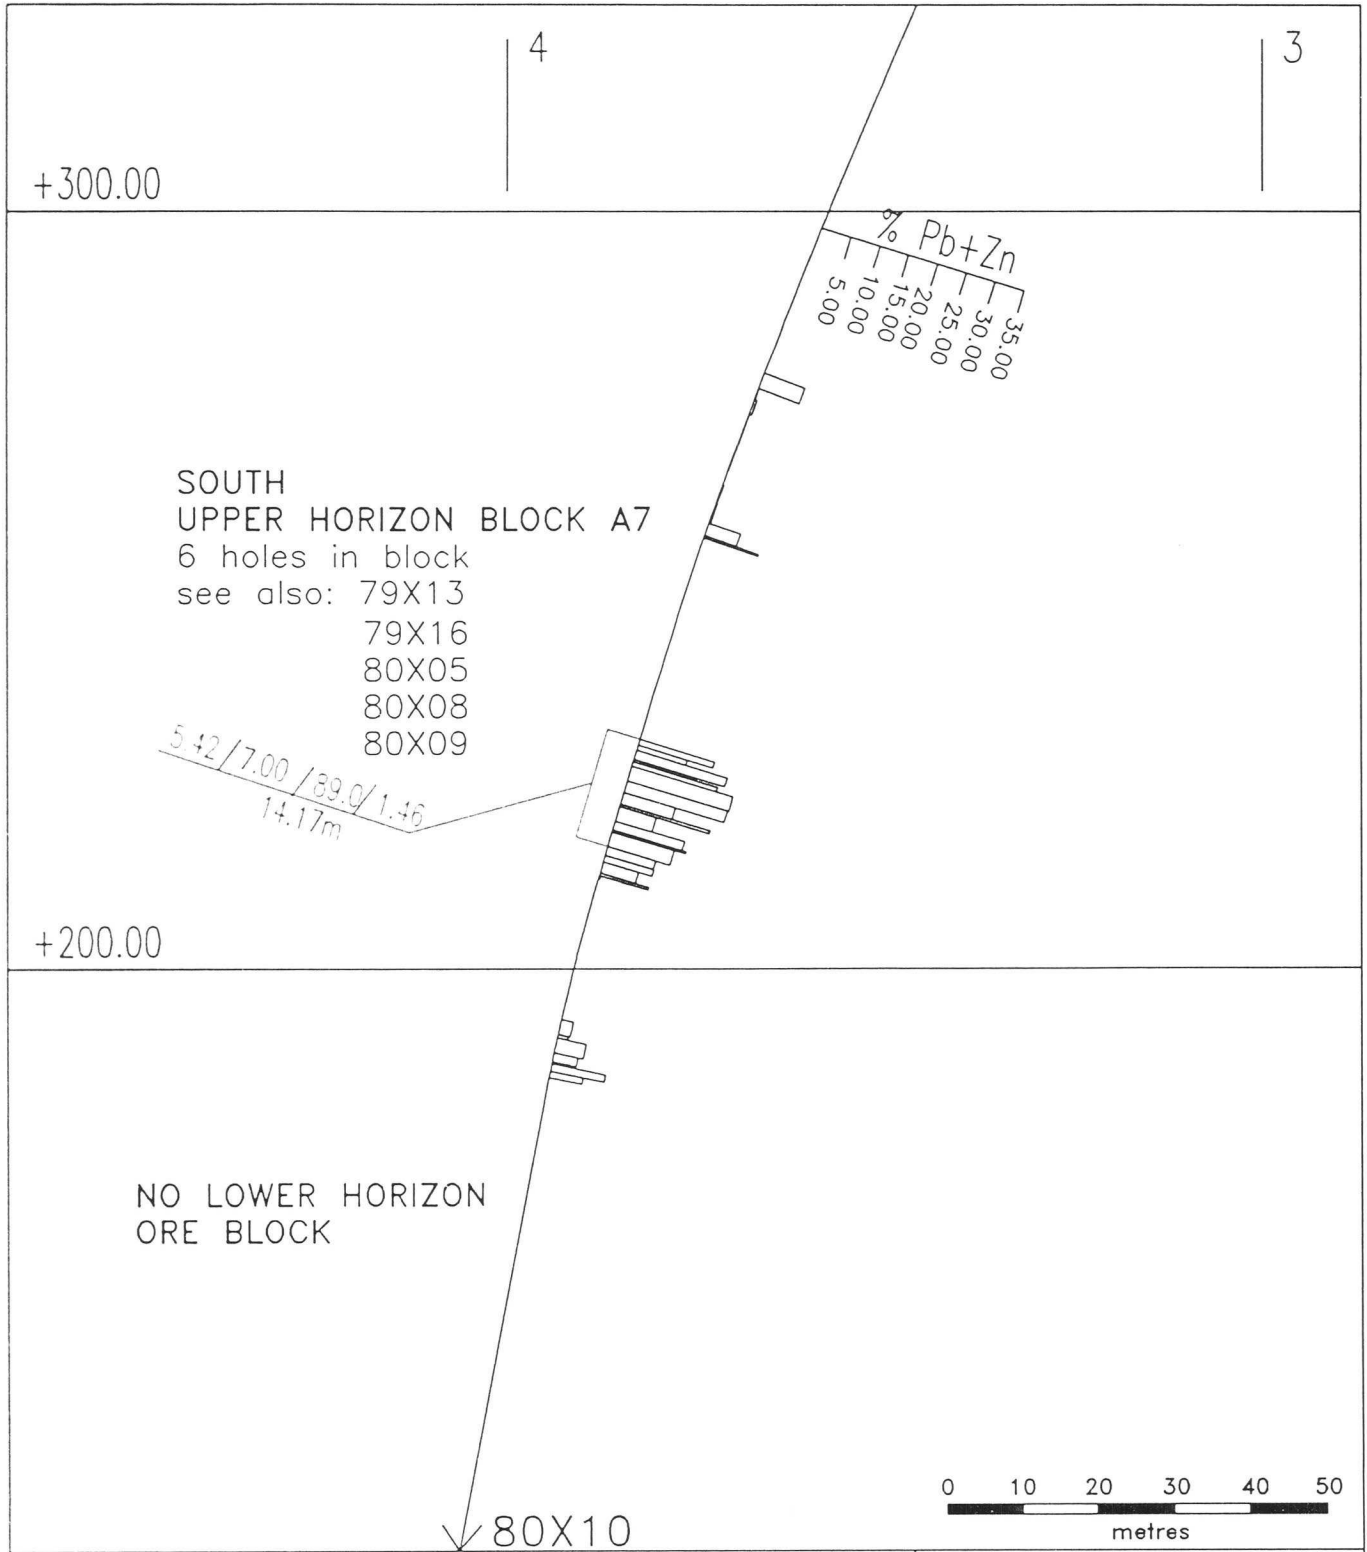 4
3
+300.00
% Pb+Zn
5.00
10.00
15.00
20.00
25.00
30.00
35.00
SOUTH
UPPER HORIZON BLOCK A7
6 holes in block
see also: 79X13
79X16
80X05
80X08
80X09
5.42/7.00/89.0/1.46
14.17m
+200.00
NO LOWER HORIZON
ORE BLOCK
0 10 20 30 40 50
metres
80X10